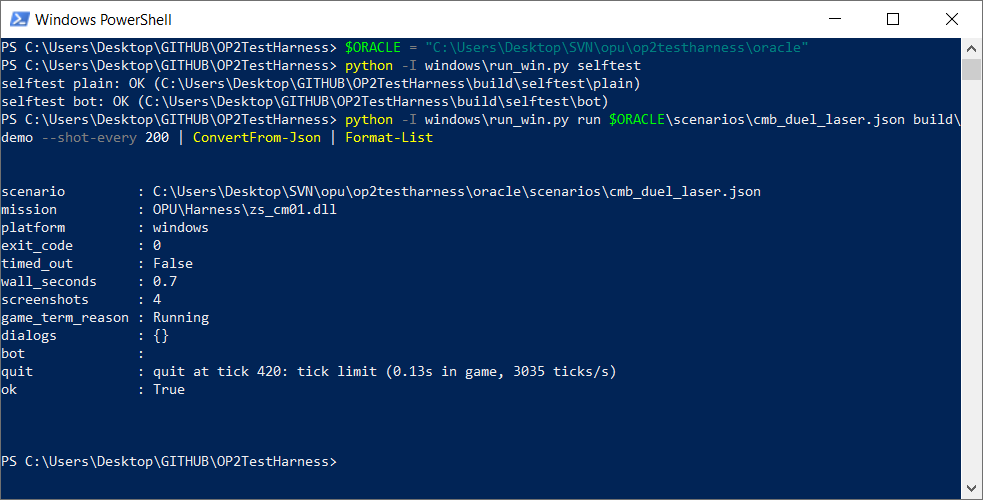 Windows PowerShell
PS C:\Users\Desktop\GITHUB\OP2TestHarness> $ORACLE = "C:\Users\Desktop\SVN\opu\op2testharness\oracle"
PS C:\Users\Desktop\GITHUB\OP2TestHarness> python -I windows\run_win.py selftest
selftest plain: OK (C:\Users\Desktop\GITHUB\OP2TestHarness\build\selftest\plain)
selftest bot: OK (C:\Users\Desktop\GITHUB\OP2TestHarness\build\selftest\bot)
PS C:\Users\Desktop\GITHUB\OP2TestHarness> python -I windows\run_win.py run $ORACLE\scenarios\cmb_duel_laser.json build\
demo --shot-every 200 | ConvertFrom-Json | Format-List
scenario : C:\Users\Desktop\SVN\opu\op2testharness\oracle\scenarios\cmb_duel_laser.json
mission : OPU\Harness\zs_cm01.dll
platform : windows
exit_code : 0
timed_out : False
wall_seconds : 0.7
screenshots : 4
game_term_reason : Running
dialogs : {}
bot :
quit : quit at tick 420: tick limit (0.13s in game, 3035 ticks/s)
ok : True
PS C:\Users\Desktop\GITHUB\OP2TestHarness>